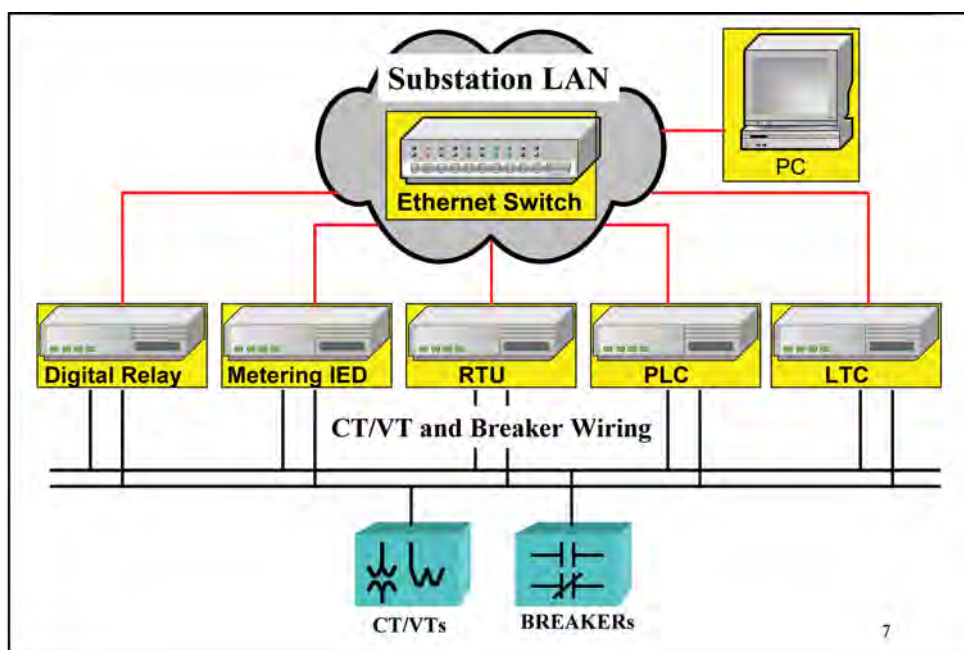 Substation LAN
Ethernet Switch
PC
Digital Relay
Metering IED
RTU
PLC
LTC
CT/VT and Breaker Wiring
CT/VTs
BREAKERs
7